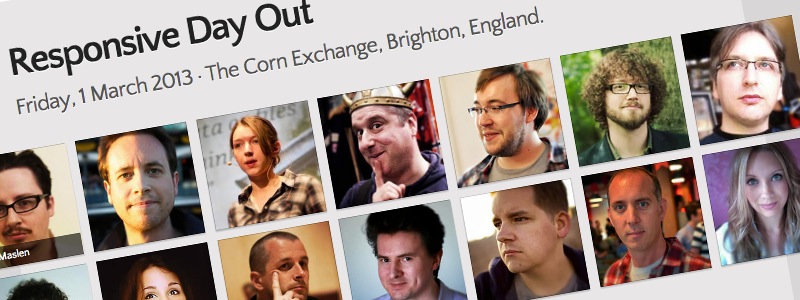 Responsive Day Out
Friday, 1 March 2013 · The Corn Exchange, Brighton, England.
Maslen